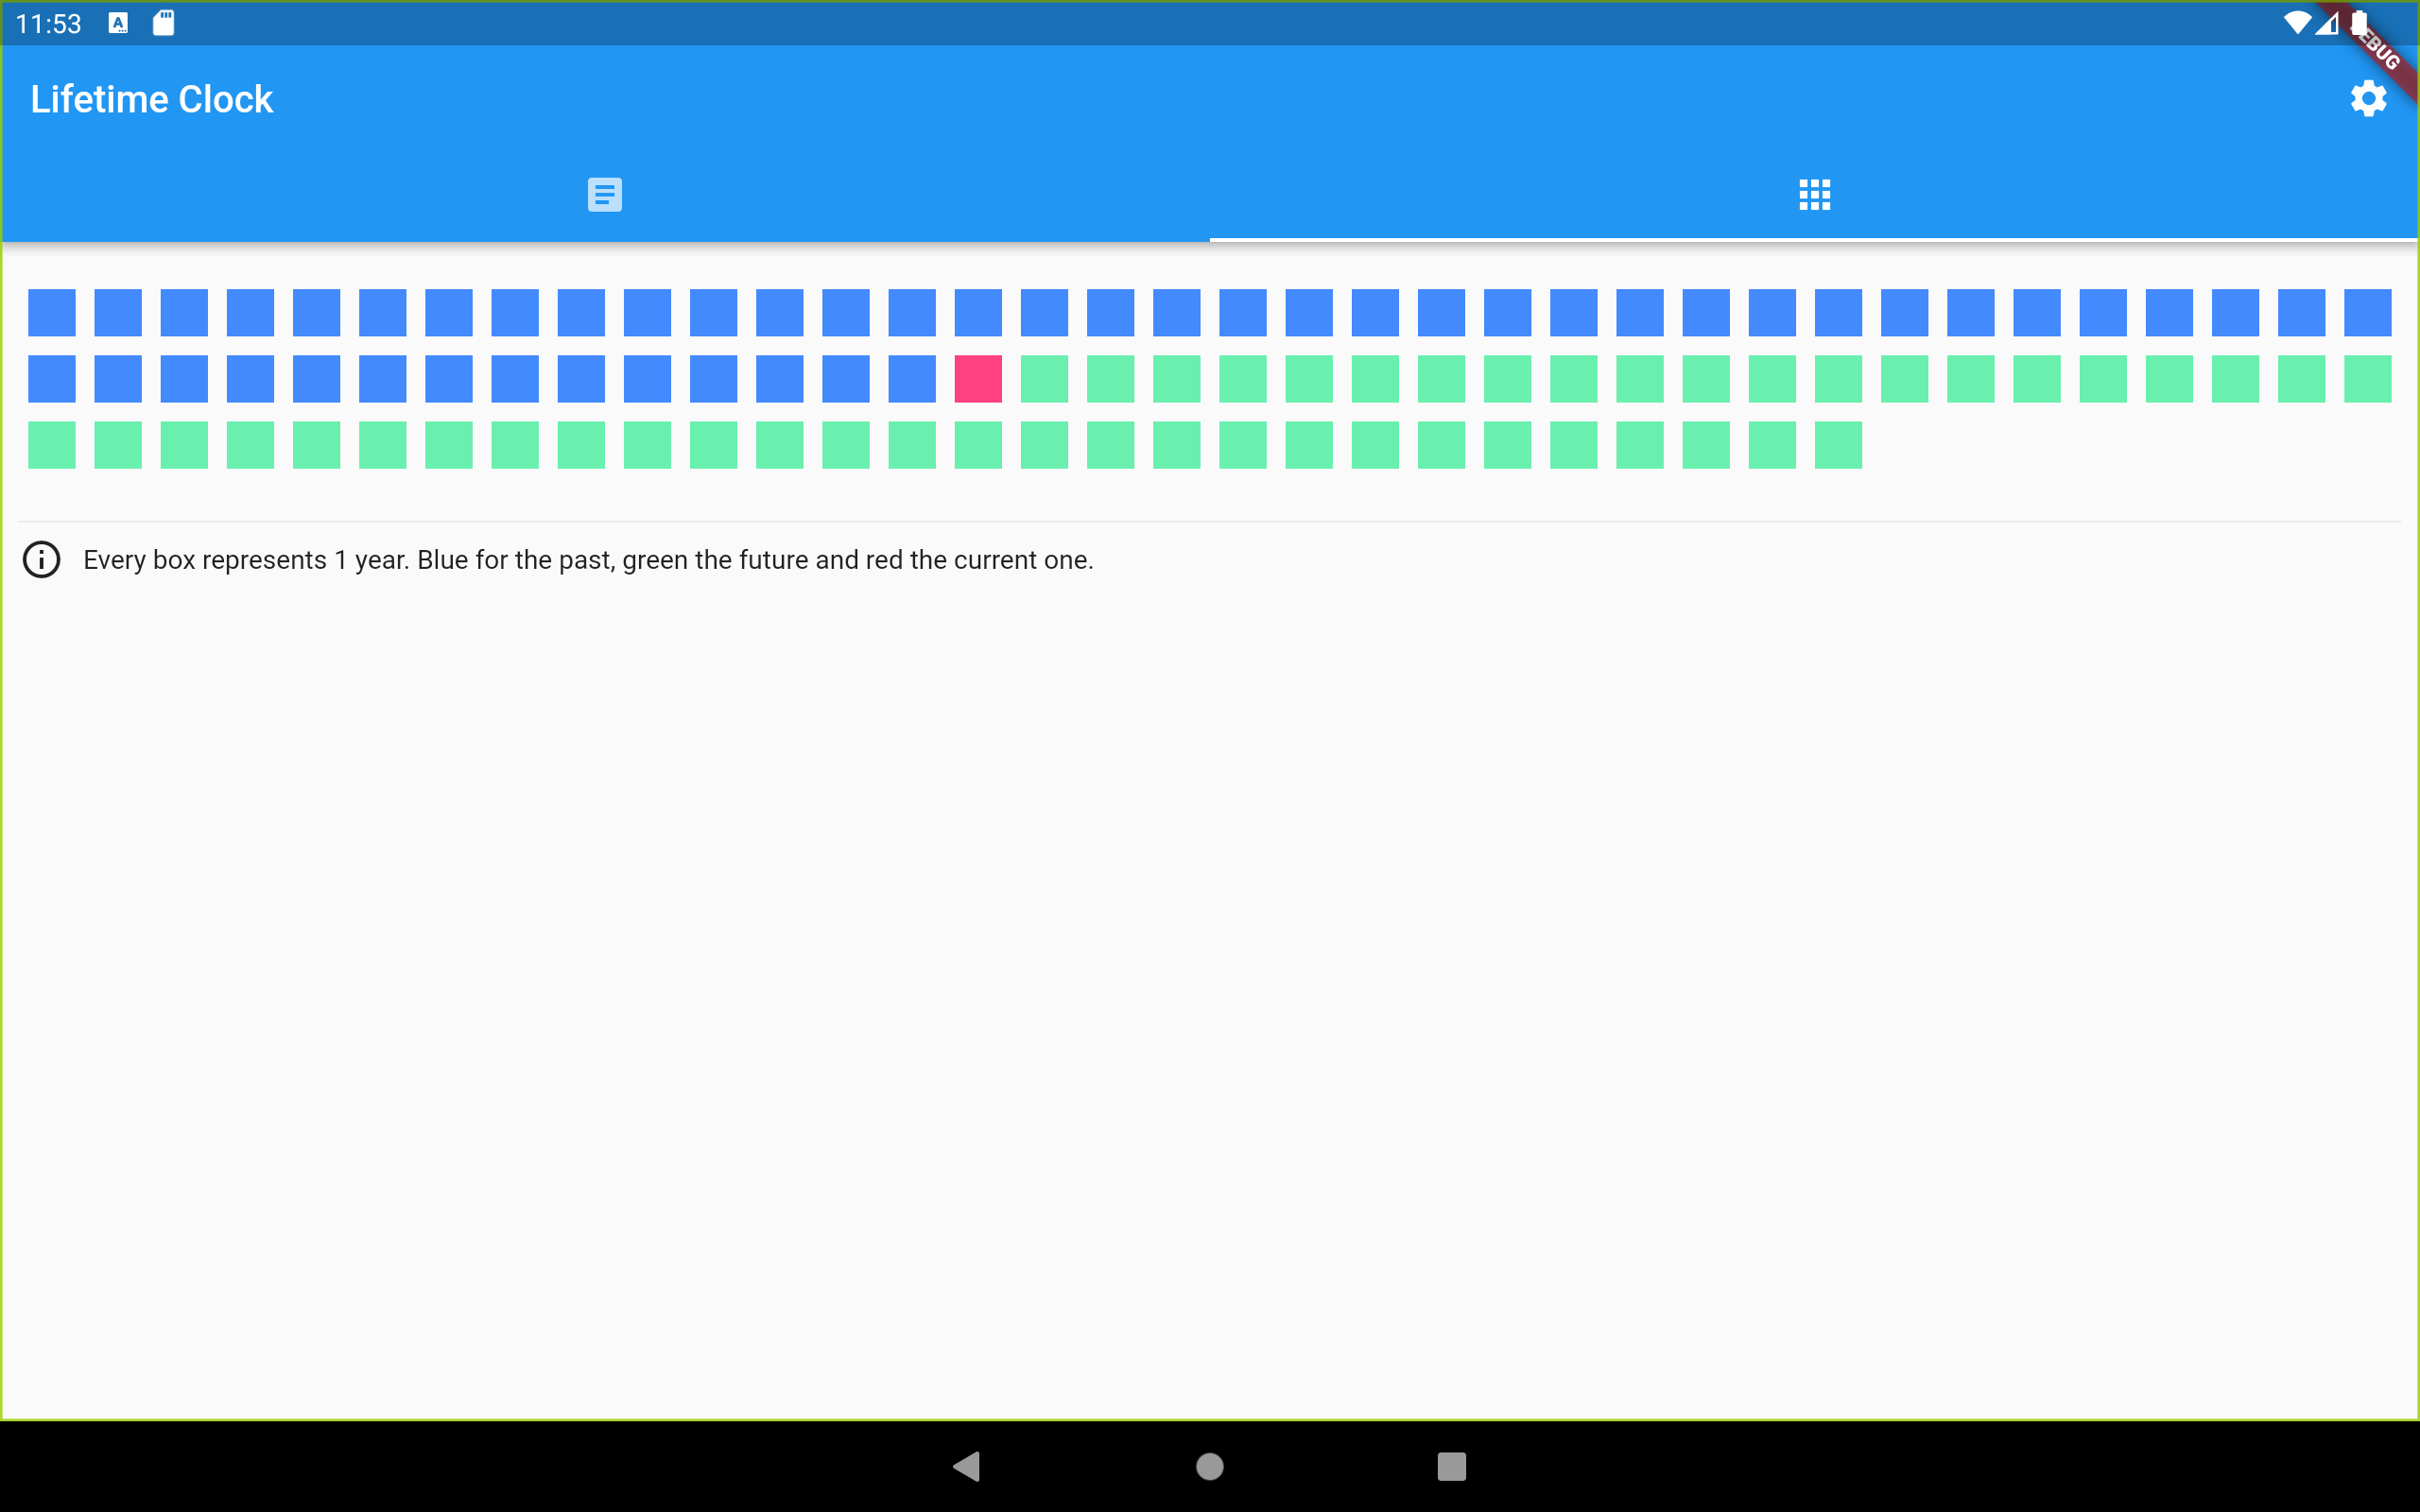 11:53
Lifetime Clock
Every box represents 1 year. Blue for the past, green the future and red the current one.